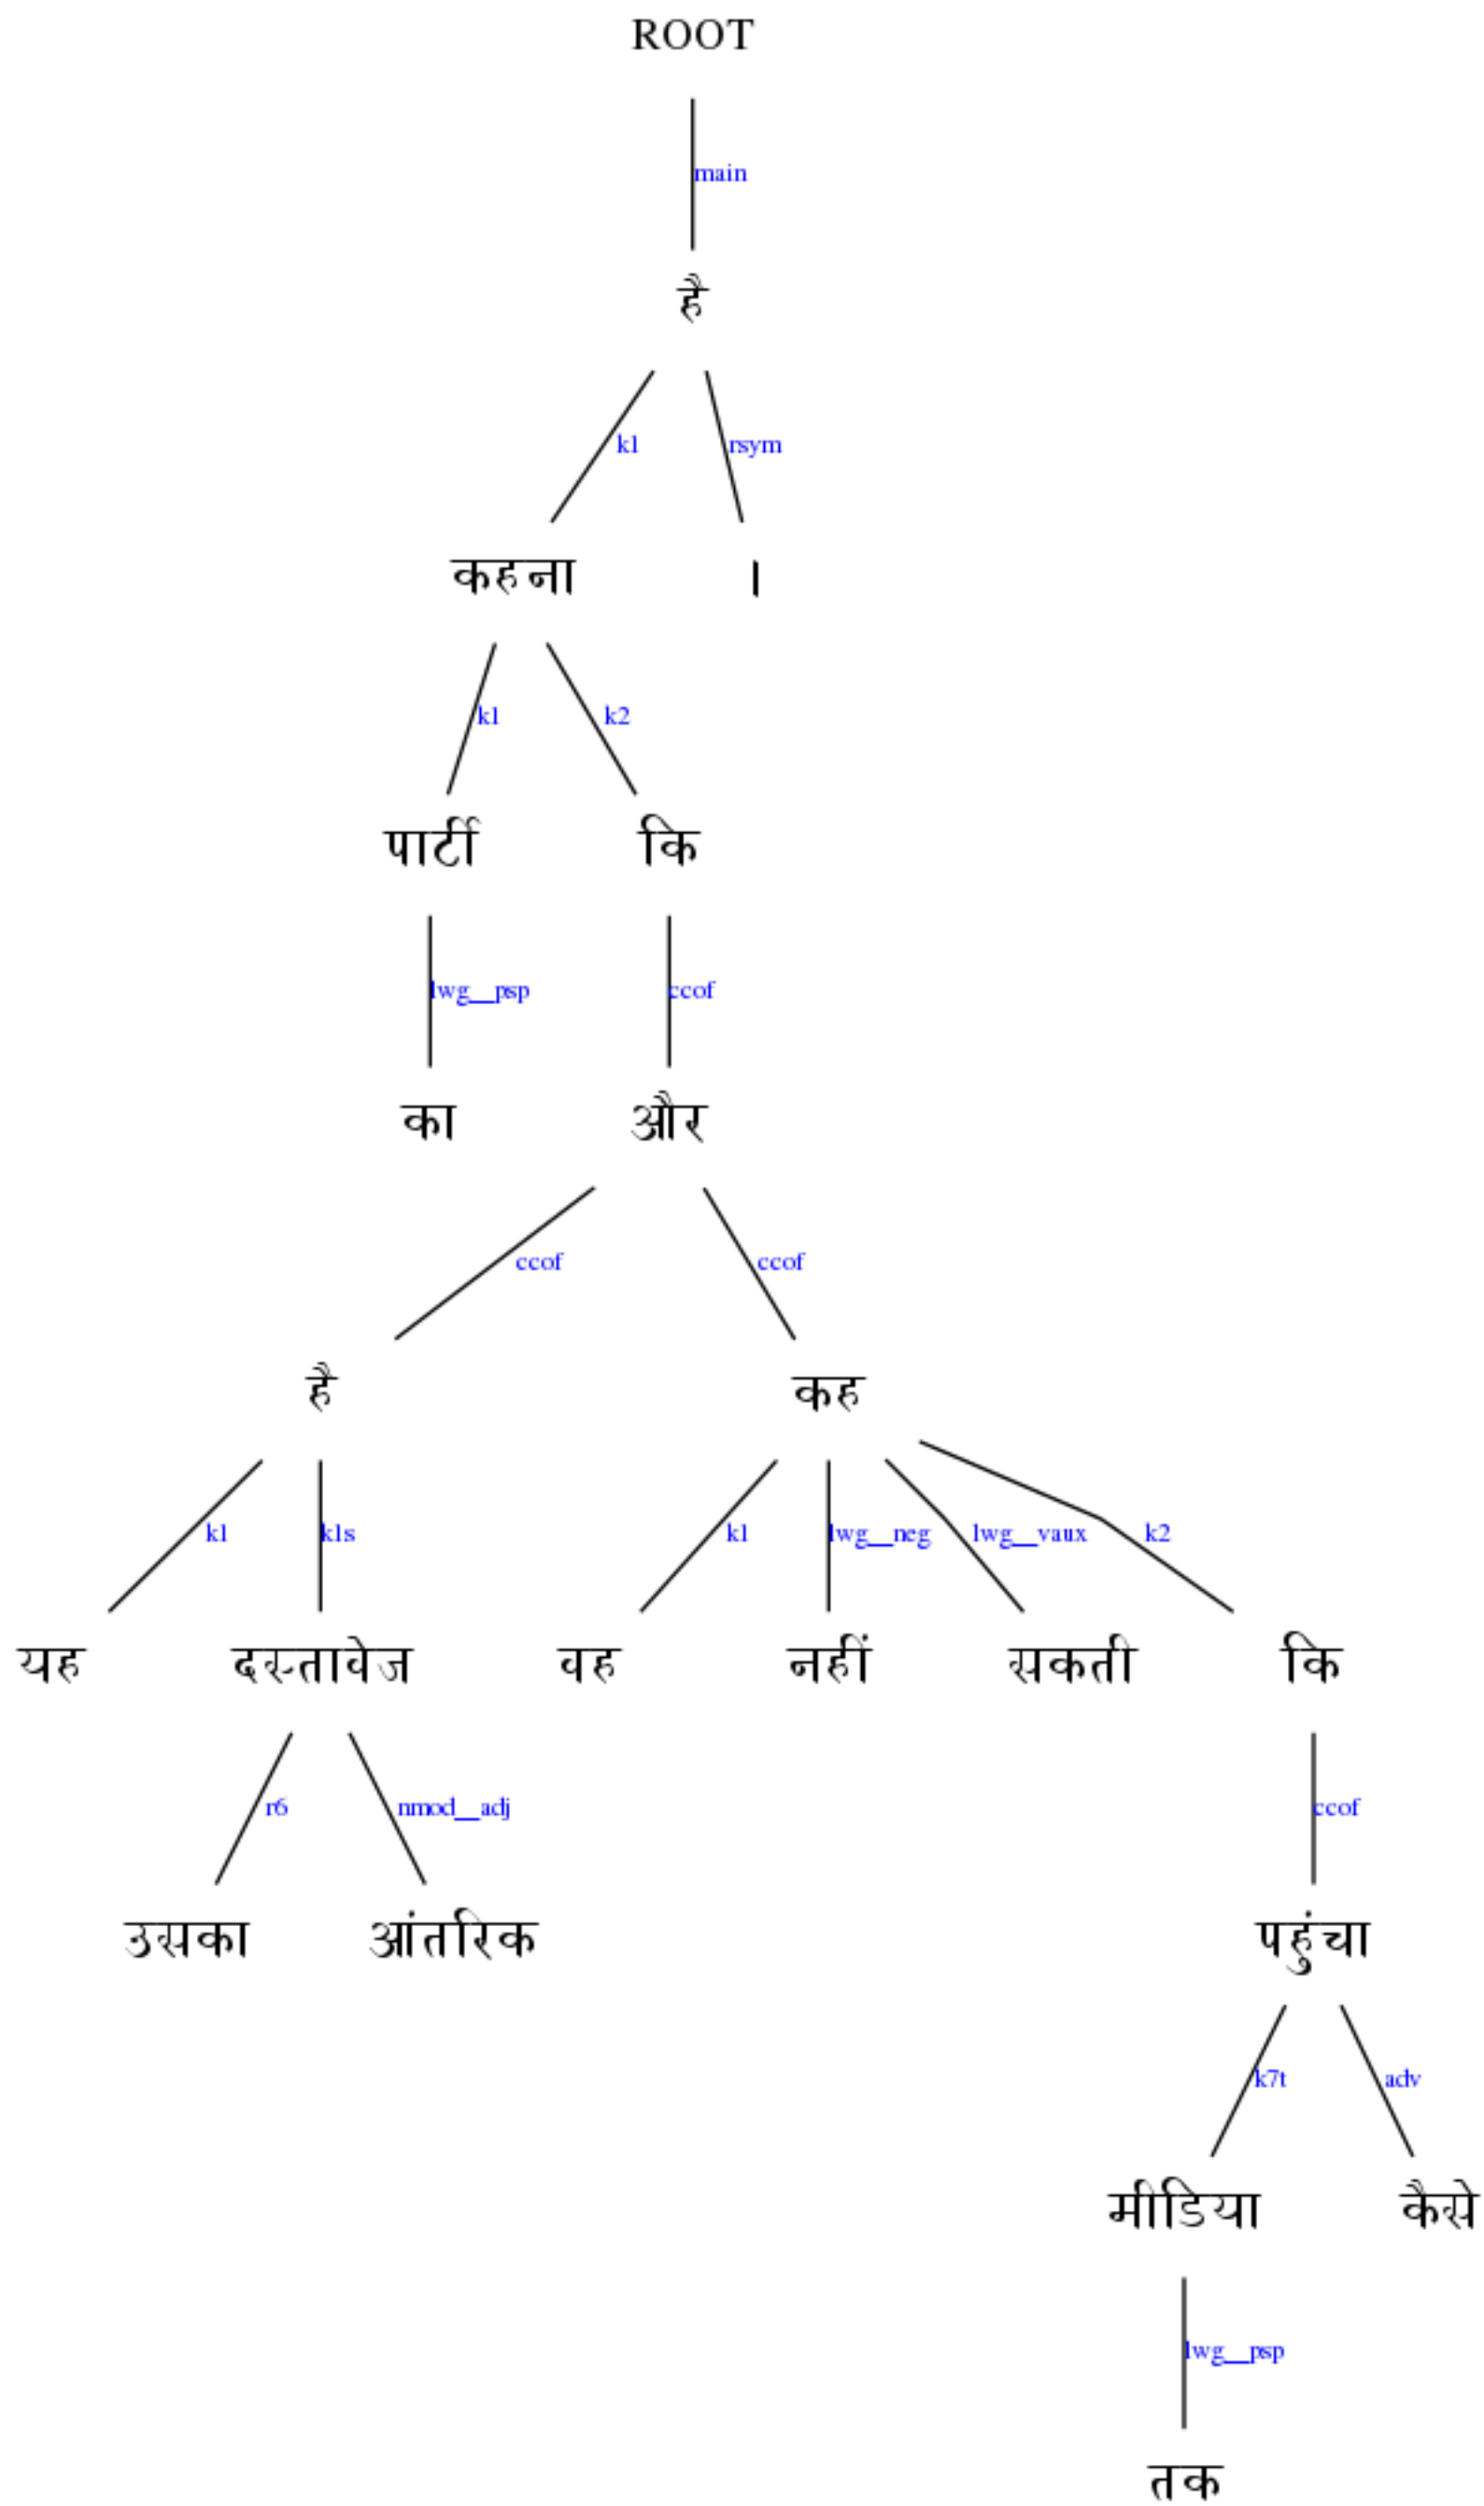 ROOT
main
है
k1 rsym
कहना ।
k1 k2
पार्टी कि
lwg__psp ccof
का और
ccof ccof
है कह
k1 k1s k1 lwg__neg lwg__vaux k2
यह दस्तावेज वह नहीं सकती कि
r6 nmod__adj ccof
उसका आंतरिक पहुंचा
k7t adv
मीडिया कैसे
lwg__psp
तक